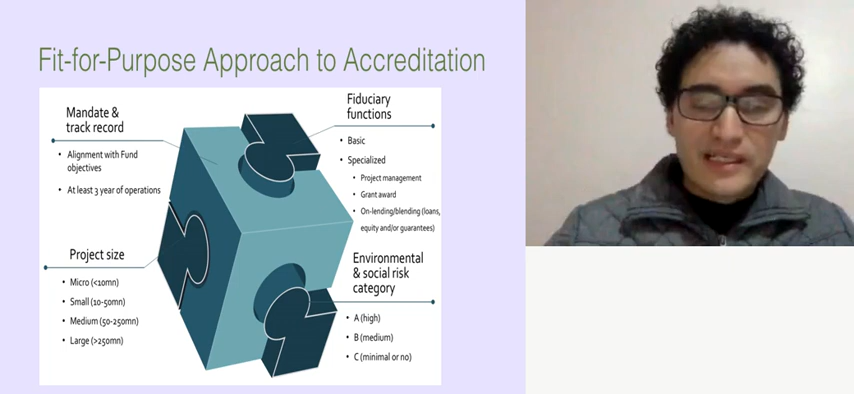 Fit-for-Purpose Approach to Accreditation
Mandate &
track record
• Alignment with Fund
objectives
• At least 3 year of operations
Fiduciary
functions
• Basic
• Specialized
• Project management
• Grant award
• On-lending/blending (loans,
equity and/or guarantees)
Project size
• Micro (<10mn)
• Small (10-50mn)
• Medium (50-250mn)
• Large (>250mn)
Environmental
& social risk
category
• A (high)
• B (medium)
• C (minimal or no)